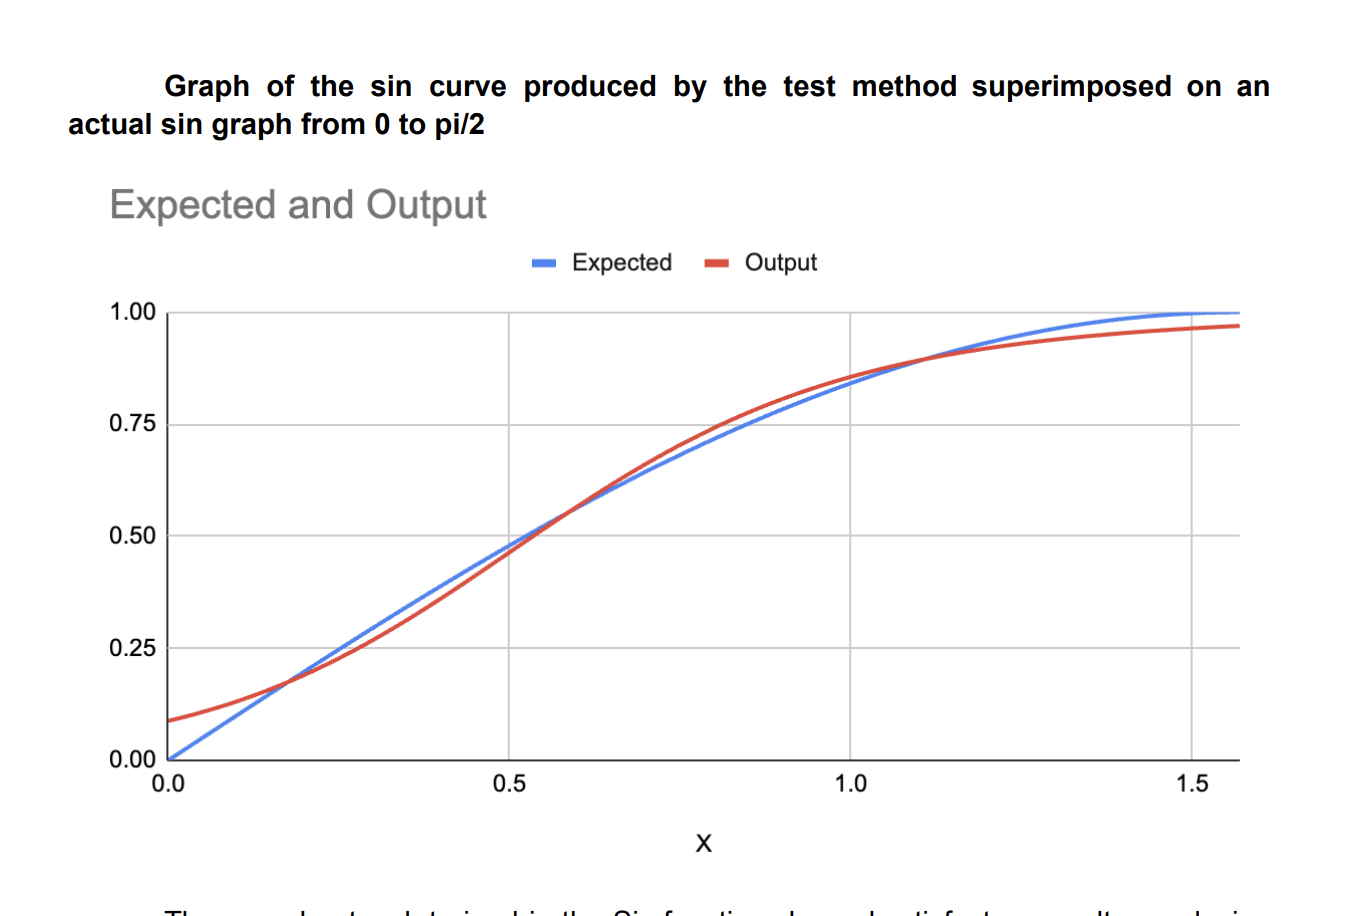 Graph of the sin curve produced by the test method superimposed on an
actual sin graph from 0 to pi/2
Expected and Output
Expected Output
1.00
0.75
0.50
0.25
0.00
0.0 0.5 1.0 1.5
x